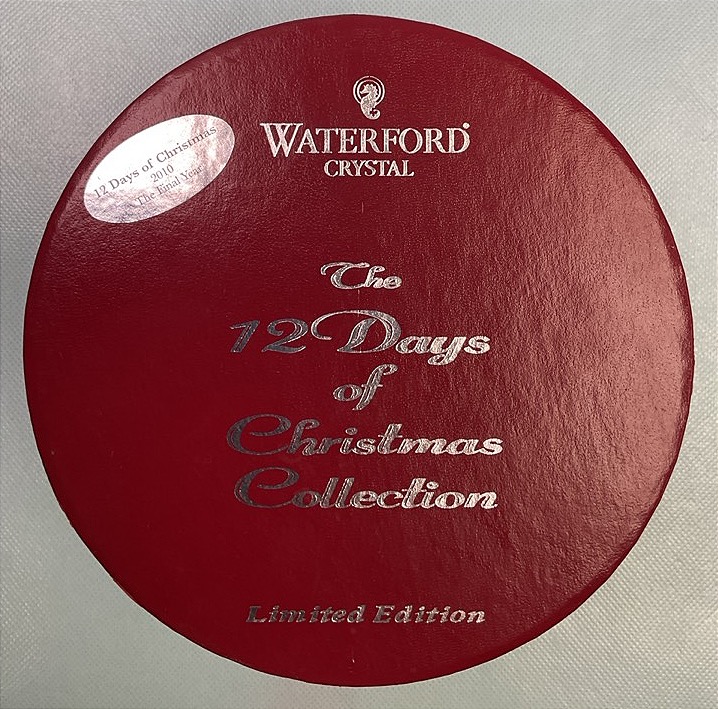 WATERFORD®
CRYSTAL
12 Days of Christmas
2010
The Final Year
The
12 Days
of
Christmas
Collection
Limited Edition